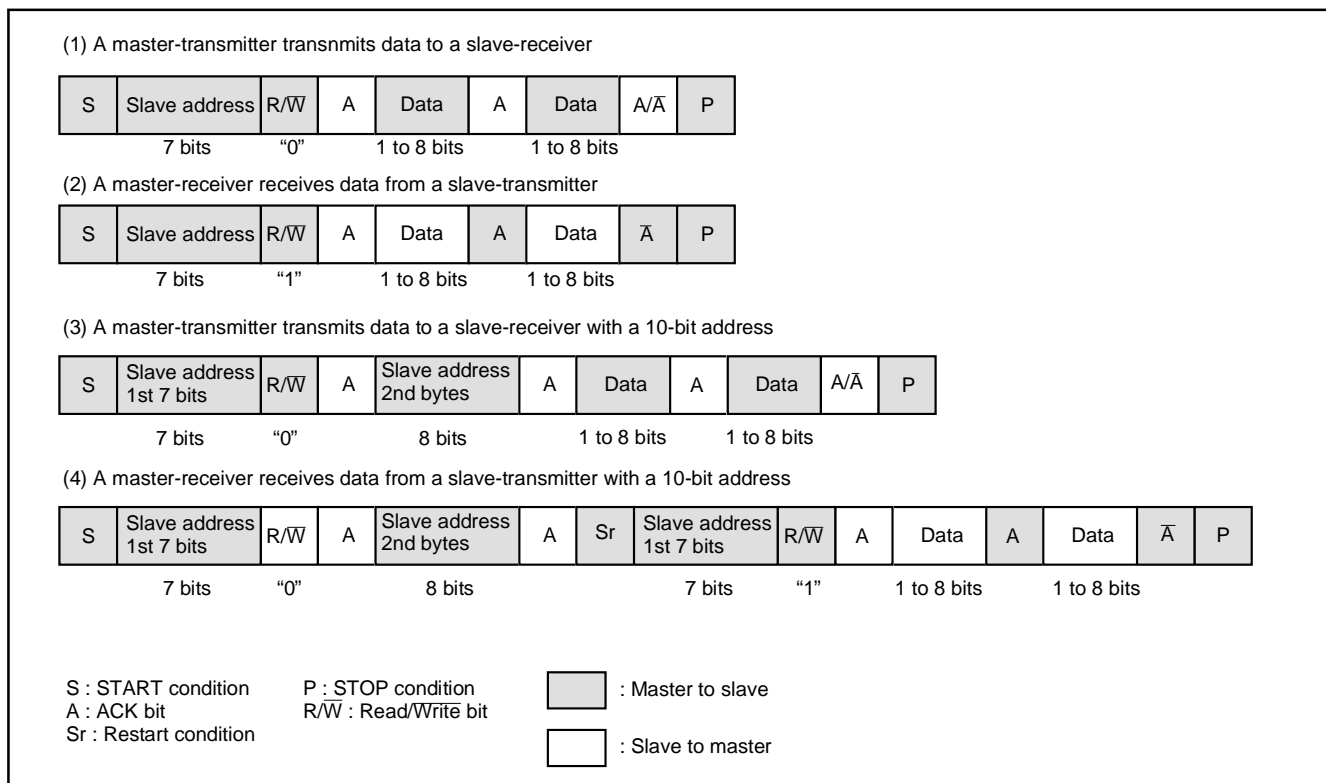 (1) A master-transmitter transnmits data to a slave-receiver
S Slave address R/W̅ A Data A Data A/A̅ P
7 bits “0” 1 to 8 bits 1 to 8 bits
(2) A master-receiver receives data from a slave-transmitter
S Slave address R/W̅ A Data A Data A̅ P
7 bits “1” 1 to 8 bits 1 to 8 bits
(3) A master-transmitter transmits data to a slave-receiver with a 10-bit address
S Slave address 1st 7 bits R/W̅ A Slave address 2nd bytes A Data A Data A/A̅ P
7 bits “0” 8 bits 1 to 8 bits 1 to 8 bits
(4) A master-receiver receives data from a slave-transmitter with a 10-bit address
S Slave address 1st 7 bits R/W̅ A Slave address 2nd bytes A Sr Slave address 1st 7 bits R/W̅ A Data A Data A̅ P
7 bits “0” 8 bits 7 bits “1” 1 to 8 bits 1 to 8 bits
S : START condition P : STOP condition : Master to slave
A : ACK bit R/W̅ : Read/W̅r̅i̅t̅e̅ bit
Sr : Restart condition
: Slave to master